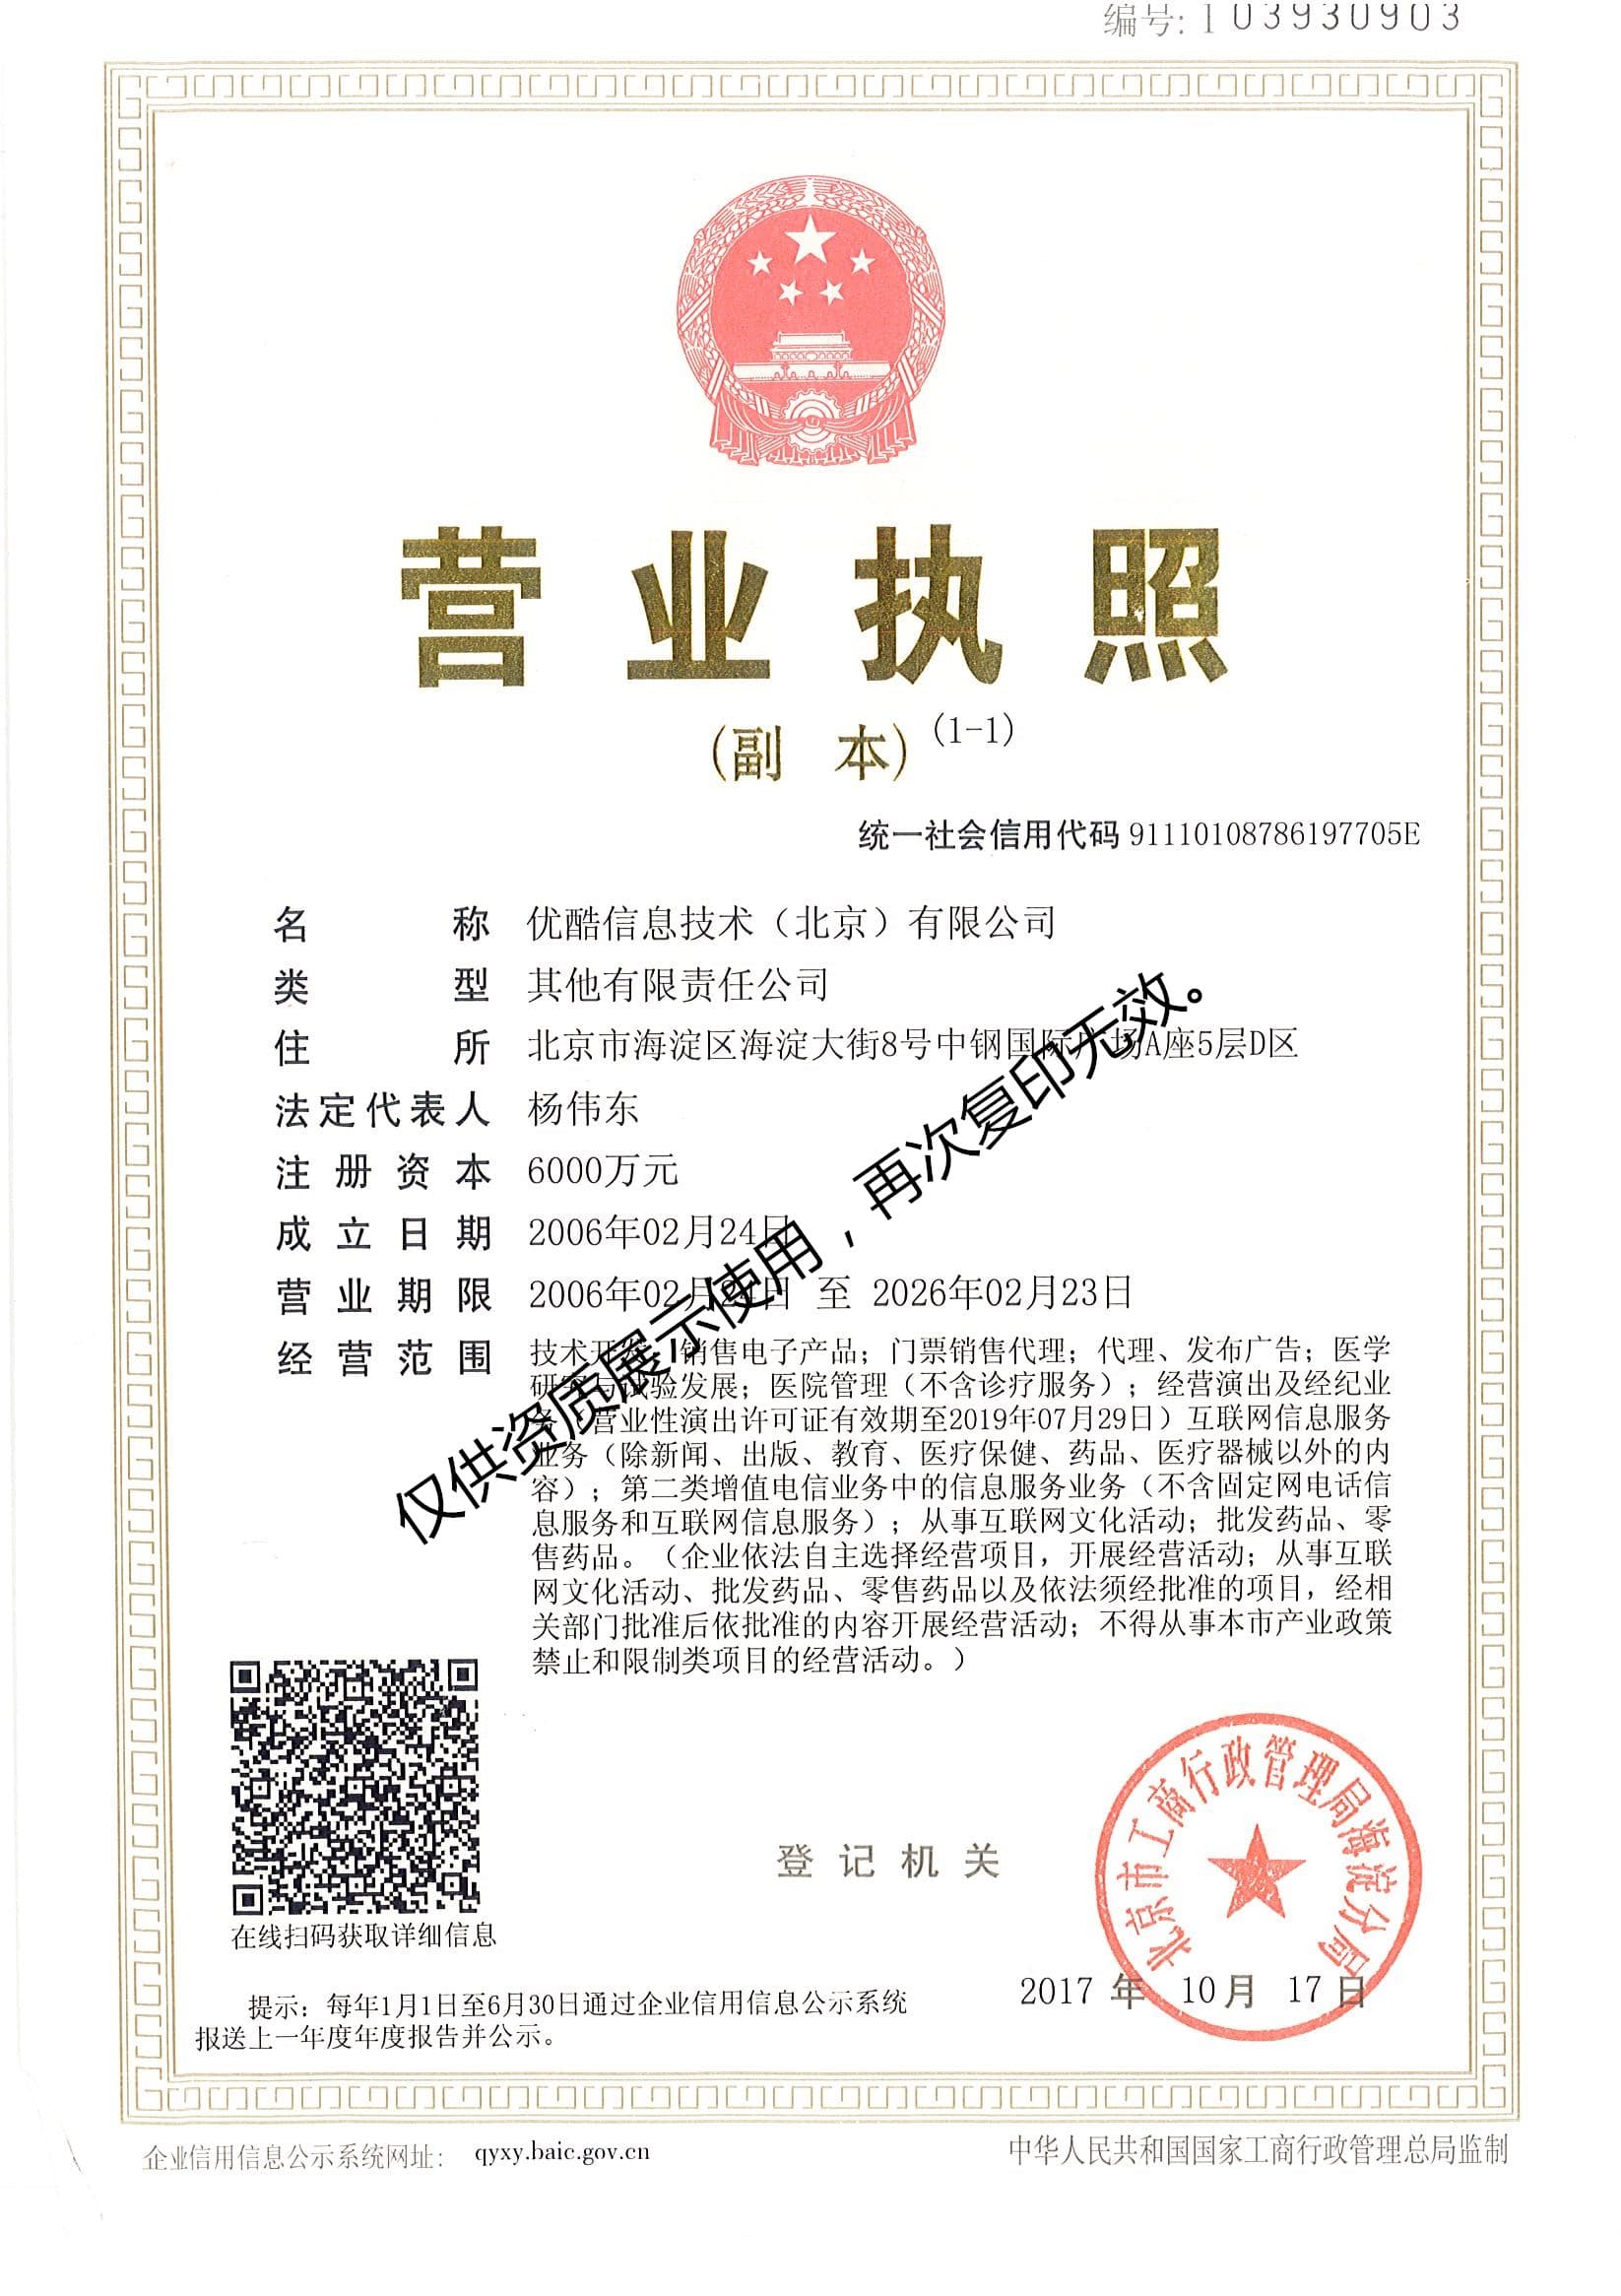 编号: 103930903
营业执照
(副 本) (1-1)
统一社会信用代码 91110108786197705E
名 称 优酷信息技术（北京）有限公司
类 型 其他有限责任公司
住 所 北京市海淀区海淀大街8号中钢国际广场A座5层D区
法定代表人 杨伟东
注册资本 6000万元
成立日期 2006年02月24日
营业期限 2006年02月24日 至 2026年02月23日
经营范围 技术开发；销售电子产品；门票销售代理；代理、发布广告；医学
研究与试验发展；医院管理（不含诊疗服务）；经营演出及经纪业
务（营业性演出许可证有效期至2019年07月29日）互联网信息服务
业务（除新闻、出版、教育、医疗保健、药品、医疗器械以外的内
容）；第二类增值电信业务中的信息服务业务（不含固定网电话信
息服务和互联网信息服务）；从事互联网文化活动；批发药品、零
售药品。（企业依法自主选择经营项目，开展经营活动；从事互联
网文化活动、批发药品、零售药品以及依法须经批准的项目，经相
关部门批准后依批准的内容开展经营活动；不得从事本市产业政策
禁止和限制类项目的经营活动。）
仅供资质展示使用，再次复印无效。
在线扫码获取详细信息
登记机关
北京市工商行政管理局海淀分局
2017 年 10月 17日
提示：每年1月1日至6月30日通过企业信用信息公示系统
报送上一年度年度报告并公示。
企业信用信息公示系统网址： qyxy.baic.gov.cn
中华人民共和国国家工商行政管理总局监制